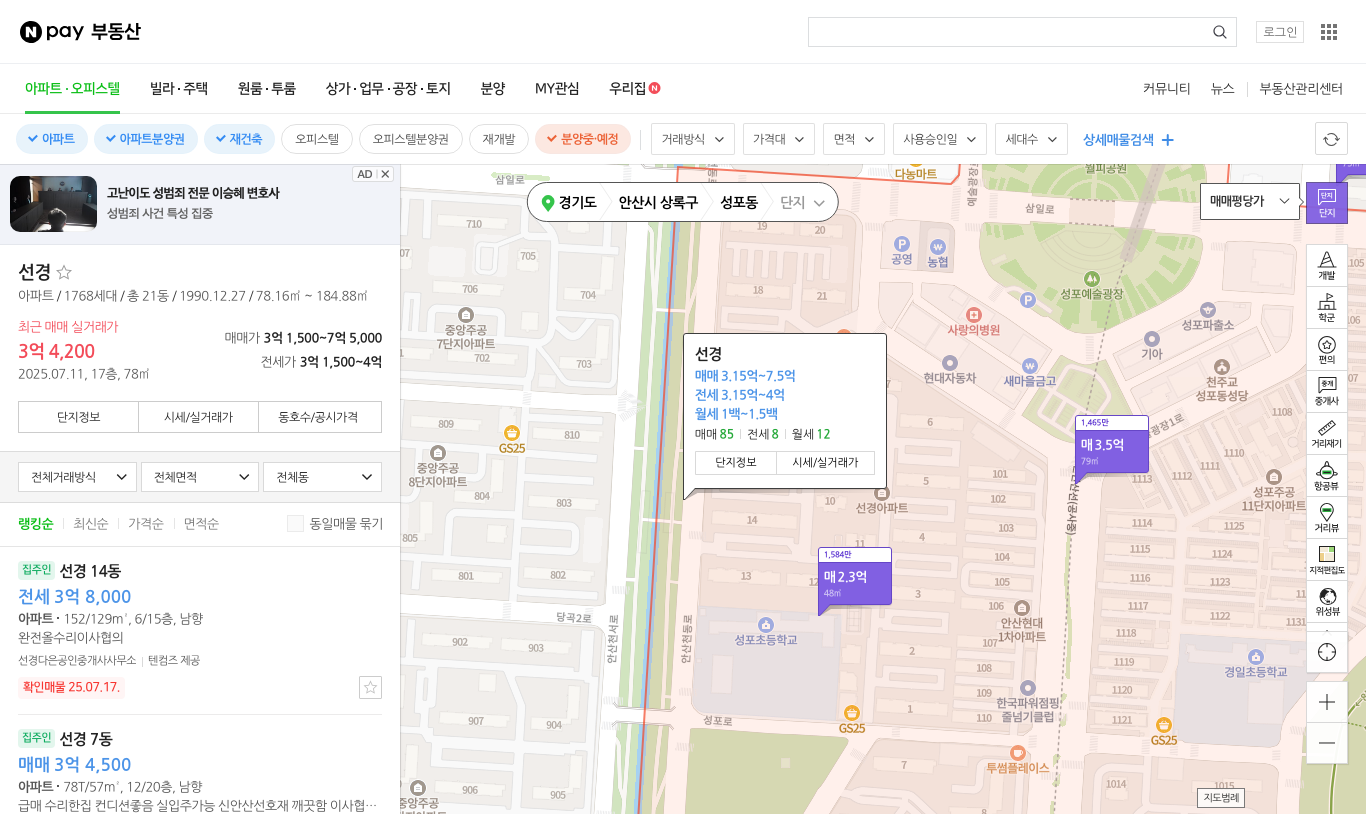 N pay 부동산
로그인
아파트·오피스텔 빌라·주택 원룸·투룸 상가·업무·공장·토지 분양 MY관심 우리집 N
커뮤니티 뉴스 부동산관리센터
아파트 아파트분양권 재건축 오피스텔 오피스텔분양권 재개발 분양중·예정 거래방식 가격대 면적 사용승인일 세대수 상세매물검색
AD
고난이도 성범죄 전문 이승혜 변호사
성범죄 사건 특성 집중
선경
아파트 / 1768세대 / 총 21동 / 1990.12.27 / 78.16㎡ ~ 184.88㎡
최근 매매 실거래가
3억 4,200
2025.07.11, 17층, 78㎡
매매가 3억 1,500~7억 5,000
전세가 3억 1,500~4억
단지정보 시세/실거래가 동호수/공시가격
전체거래방식 전체면적 전체동
랭킹순 최신순 가격순 면적순 동일매물 묶기
집주인 선경 14동
전세 3억 8,000
아파트 · 152/129m², 6/15층, 남향
완전올수리이사협의
선경다은공인중개사사무소 텐컴즈 제공
확인매물 25.07.17.
집주인 선경 7동
매매 3억 4,500
아파트 · 78T/57m², 12/20층, 남향
급매 수리한집 컨디션좋음 실입주가능 신안산선호재 깨끗함 이사협…
경기도 안산시 상록구 성포동 단지
매매평당가
단지
단지
개발
학군
편의
중개
중개사
거리재기
항공뷰
거리뷰
지적편집도
위성뷰
지도범례
선경
매매 3.15억~7.5억
전세 3.15억~4억
월세 1백~1.5백
매매 85 전세 8 월세 12
단지정보 시세/실거래가
1,465만
매 3.5억
79㎡
1,584만
매 2.3억
48㎡
삼일로
다농마트
월피공원
예술광장
삼일로
707
710
705
704
706
709
중앙주공
7단지아파트
702
809
810
GS25
중앙주공
8단지아파트
804
803
805
801
802
당곡2로
902
903
안산천서로
안산천동로
907
904
908
905
중앙주공
19
20
18
21
공영
농협
P
성포예술광장
사랑의병원
성포파출소
기아
현대자동차
새마을금고
천주교
성포동성당
1108
광장1로
6
5
101
102
103
104
105
106
107
108
109
110
선경아파트
14
11
4
13
10
3
2
1
7
안산현대
1차아파트
성포초등학교
한국파워점핑
줄넘기클럽
투썸플레이스
성포로
GS25
GS25
성포주공
11단지아파트
1114
1115
1116
1117
1118
1119
1120
1121
1125
1124
1122
1123
경일초등학교